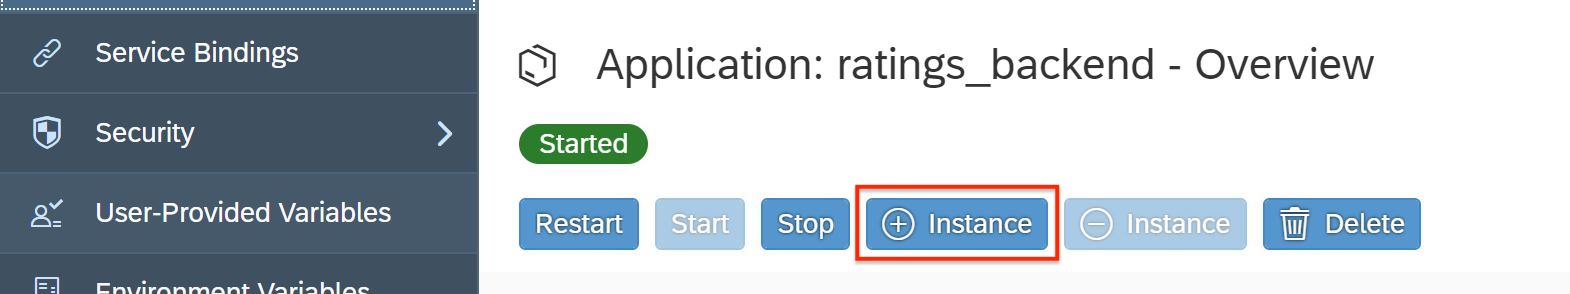 Service Bindings
Security
User-Provided Variables
Environment Variables
Application: ratings_backend - Overview
Started
Restart Start Stop Instance Instance Delete